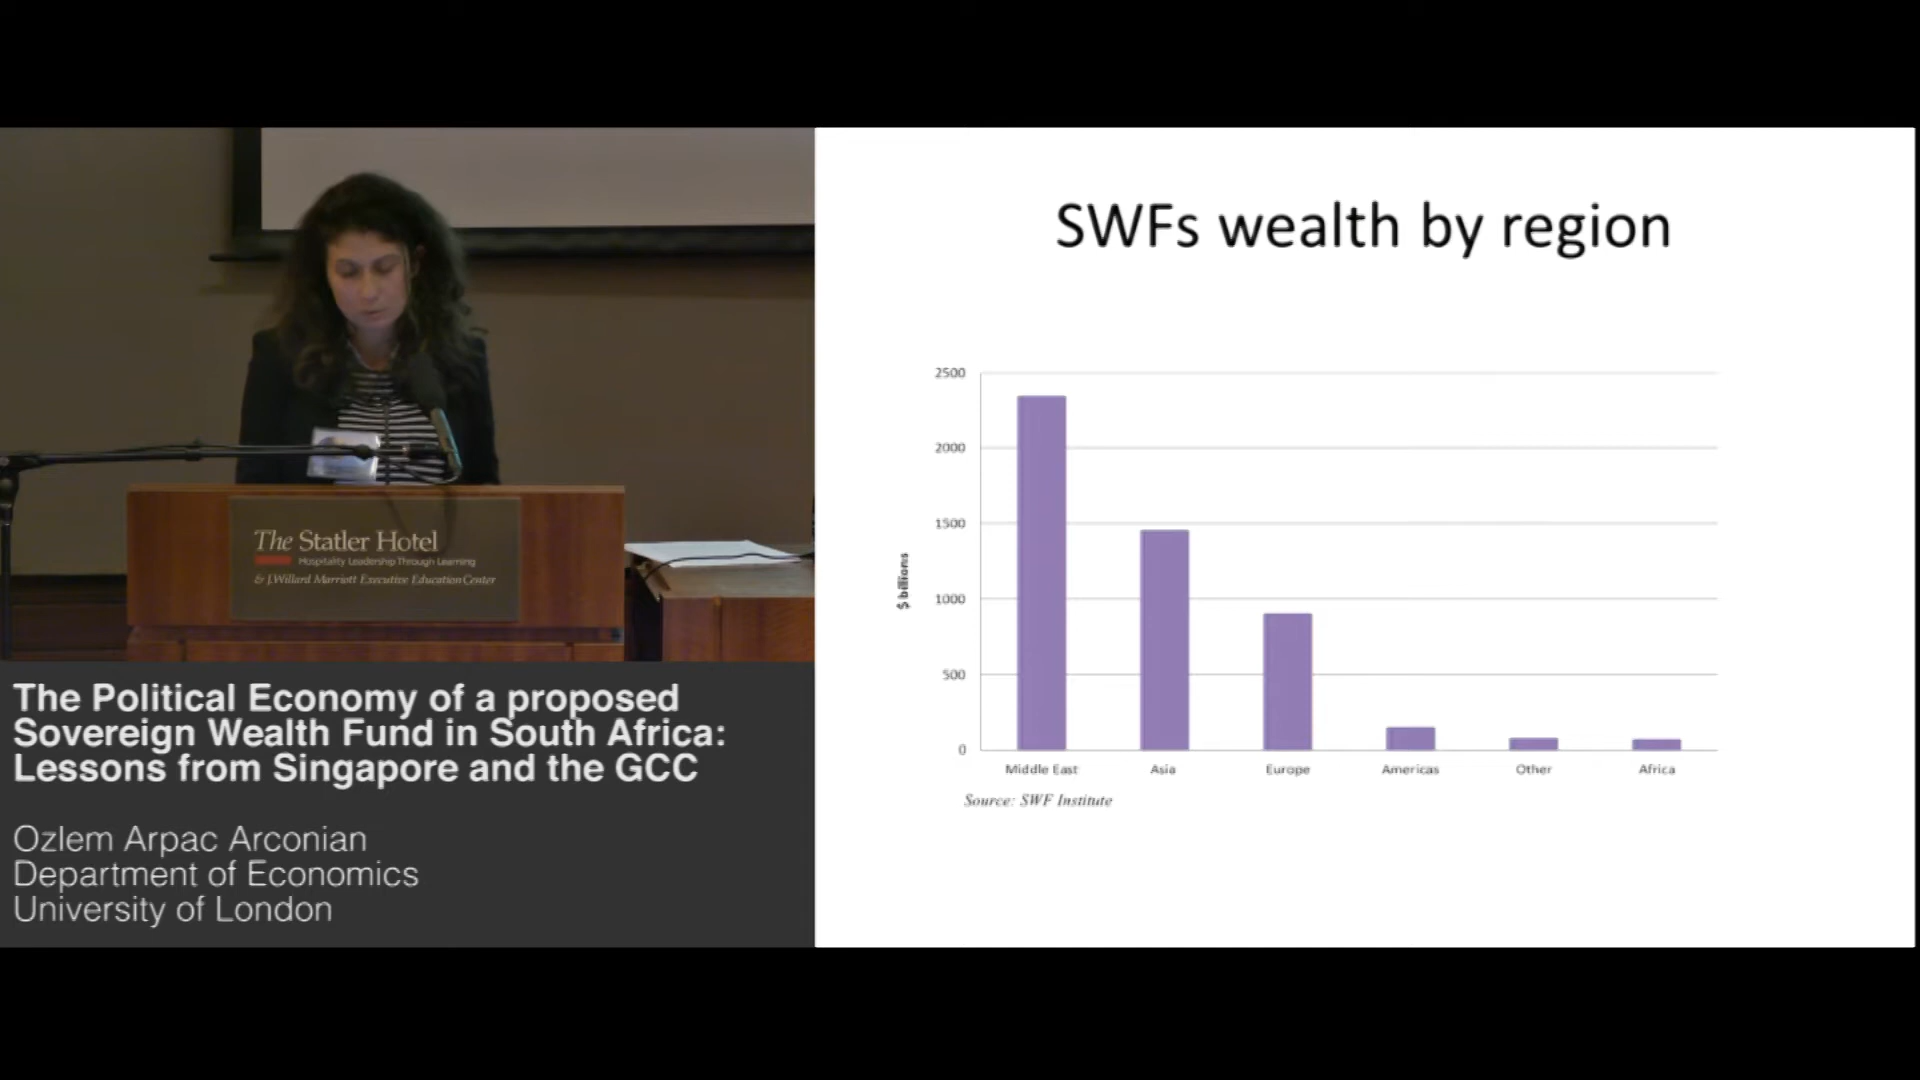 The Statler Hotel
Hospitality Leadership Through Learning
& J.Willard Marriott Executive Education Center
The Political Economy of a proposed
Sovereign Wealth Fund in South Africa:
Lessons from Singapore and the GCC
Ozlem Arpac Arconian
Department of Economics
University of London
SWFs wealth by region
$ billions
2500
2000
1500
1000
500
0
Middle East
Asia
Europe
Americas
Other
Africa
Source: SWF Institute